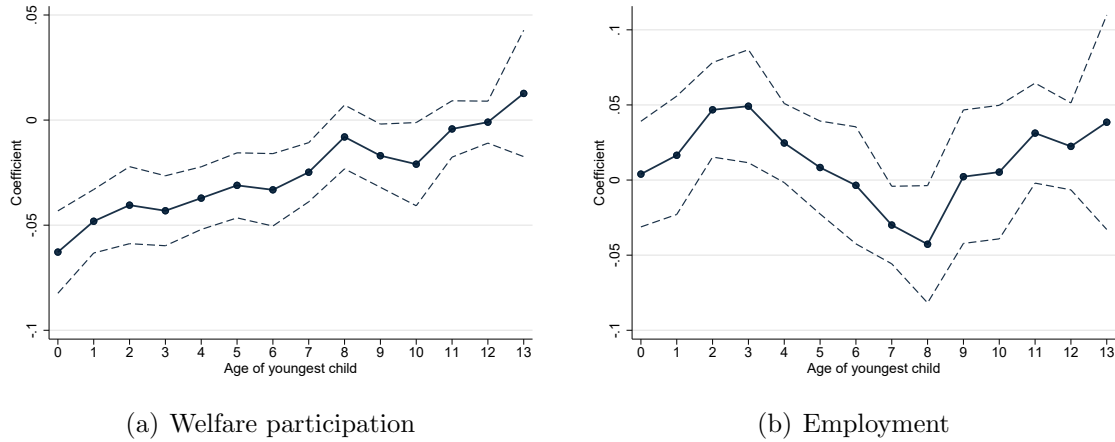 .05
0
-.05
-.1
Coefficient
0 1 2 3 4 5 6 7 8 9 10 11 12 13
Age of youngest child
(a) Welfare participation
.1
.05
0
-.05
-.1
Coefficient
0 1 2 3 4 5 6 7 8 9 10 11 12 13
Age of youngest child
(b) Employment